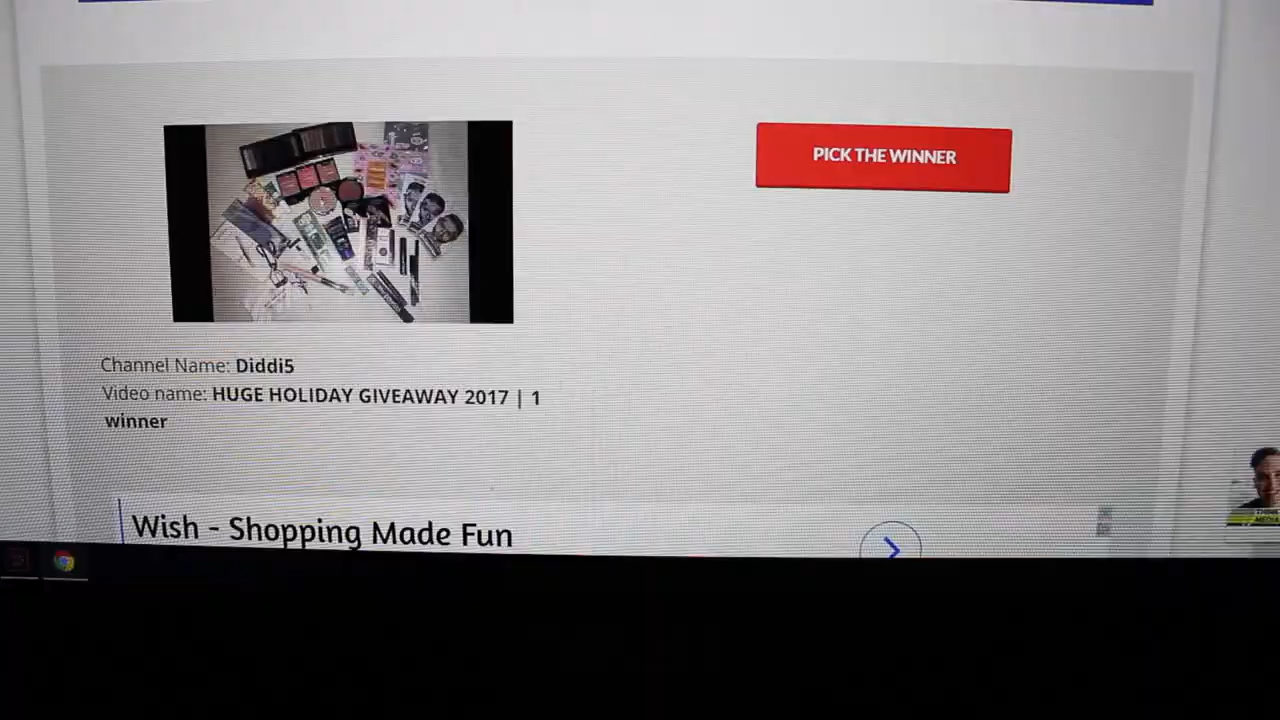 PICK THE WINNER
Channel Name: Diddi5
Video name: HUGE HOLIDAY GIVEAWAY 2017 | 1
winner
Wish - Shopping Made Fun